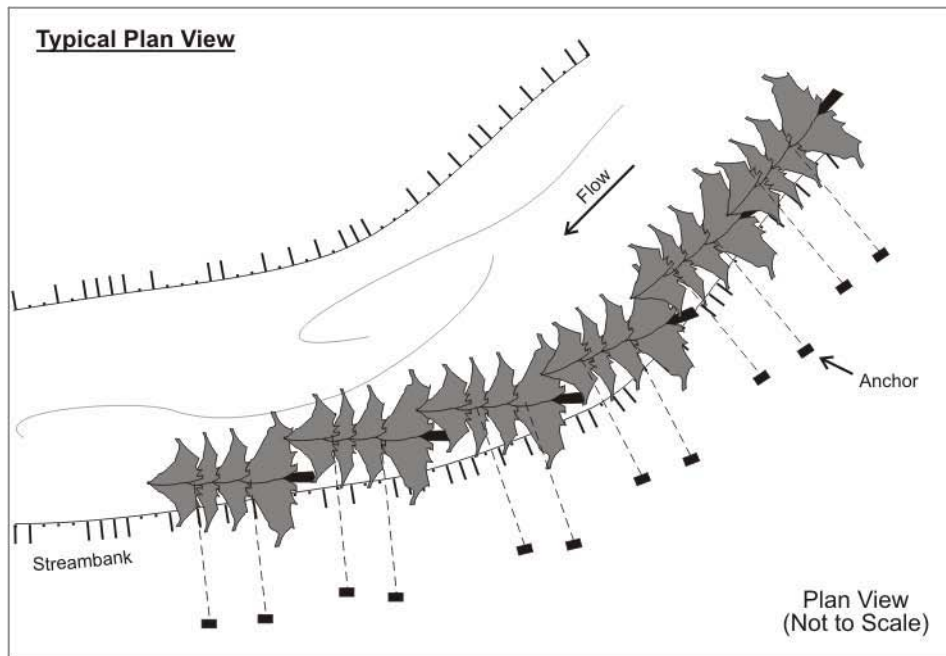 Typical Plan View
Flow
Anchor
Streambank
Plan View
(Not to Scale)